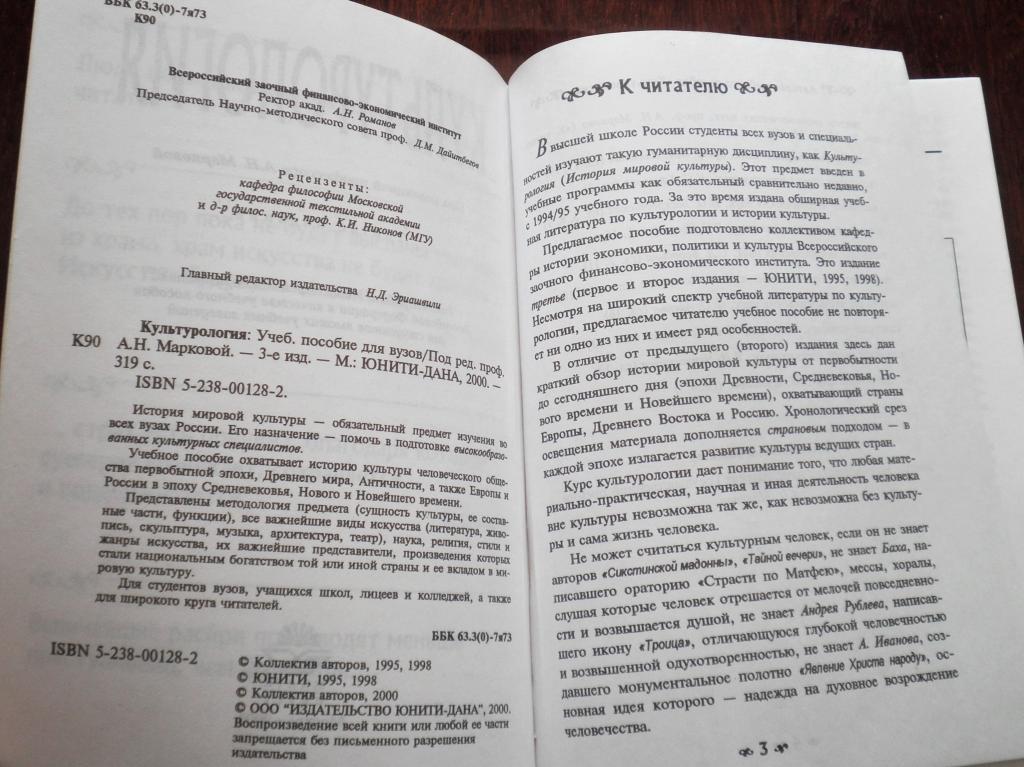 ББК 63.3(0)-7я73
К90
Всероссийский заочный финансово-экономический институт
Ректор акад. А.Н. Романов
Председатель Научно-методического совета проф. Д.М. Дайитбегов
Рецензенты:
кафедра философии Московской
государственной текстильной академии
и д-р филос. наук, проф. К.И. Никонов (МГУ)
Главный редактор издательства Н.Д. Эриашвили
Культурология: Учеб. пособие для вузов/Под ред. проф.
К90 А.Н. Марковой. — 3-е изд. — М.: ЮНИТИ-ДАНА, 2000. —
319 с.
ISBN 5-238-00128-2.
История мировой культуры — обязательный предмет изучения во
всех вузах России. Его назначение — помочь в подготовке высокообразо-
ванных культурных специалистов.
Учебное пособие охватывает историю культуры человеческого обще-
ства первобытной эпохи, Древнего мира, Античности, а также Европы и
России в эпоху Средневековья, Нового и Новейшего времени.
Представлены методология предмета (сущность культуры, ее состав-
ные части, функции), все важнейшие виды искусства (литература, живо-
пись, скульптура, музыка, архитектура, театр), наука, религия, стили и
жанры искусства, их важнейшие представители, произведения которых
стали национальным богатством той или иной страны и ее вкладом в ми-
ровую культуру.
Для студентов вузов, учащихся школ, лицеев и колледжей, а также
для широкого круга читателей.
ББК 63.3(0)-7я73
ISBN 5-238-00128-2
© Коллектив авторов, 1995, 1998
© ЮНИТИ, 1995, 1998
© Коллектив авторов, 2000
© ООО "ИЗДАТЕЛЬСТВО ЮНИТИ-ДАНА", 2000.
Воспроизведение всей книги или любой ее части
запрещается без письменного разрешения
издательства
К читателю
В высшей школе России студенты всех вузов и специаль-
ностей изучают такую гуманитарную дисциплину, как Культу-
рология (История мировой культуры). Этот предмет введен в
учебные программы как обязательный сравнительно недавно,
с 1994/95 учебного года. За это время издана обширная учеб-
ная литература по культурологии и истории культуры.
Предлагаемое пособие подготовлено коллективом кафед-
ры истории экономики, политики и культуры Всероссийского
заочного финансово-экономического института. Это издание
третье (первое и второе издания — ЮНИТИ, 1995, 1998).
Несмотря на широкий спектр учебной литературы по культу-
рологии, предлагаемое читателю учебное пособие не повторя-
ет ни одно из них и имеет ряд особенностей.
В отличие от предыдущего (второго) издания здесь дан
краткий обзор истории мировой культуры от первобытности
до сегодняшнего дня (эпохи Древности, Средневековья, Но-
вого времени и Новейшего времени), охватывающий страны
Европы, Древнего Востока и Россию. Хронологический срез
освещения материала дополняется страновым подходом — в
каждой эпохе излагается развитие культуры ведущих стран.
Курс культурологии дает понимание того, что любая мате-
риально-практическая, научная и иная деятельность человека
вне культуры невозможна так же, как невозможна без культу-
ры и сама жизнь человека.
Не может считаться культурным человек, если он не знает
авторов «Сикстинской мадонны», «Тайной вечери», не знает Баха, на-
писавшего ораторию «Страсти по Матфею», мессы, хоралы,
слушая которые человек отрешается от мелочей повседневно-
сти и возвышается душой, не знает Андрея Рублева, написав-
шего икону «Троица», отличающуюся глубокой человечностью
и возвышенной одухотворенностью, не знает А. Иванова, соз-
давшего монументальное полотно «Явление Христа народу», ос-
новная идея которого — надежда на духовное возрождение
человечества.
3